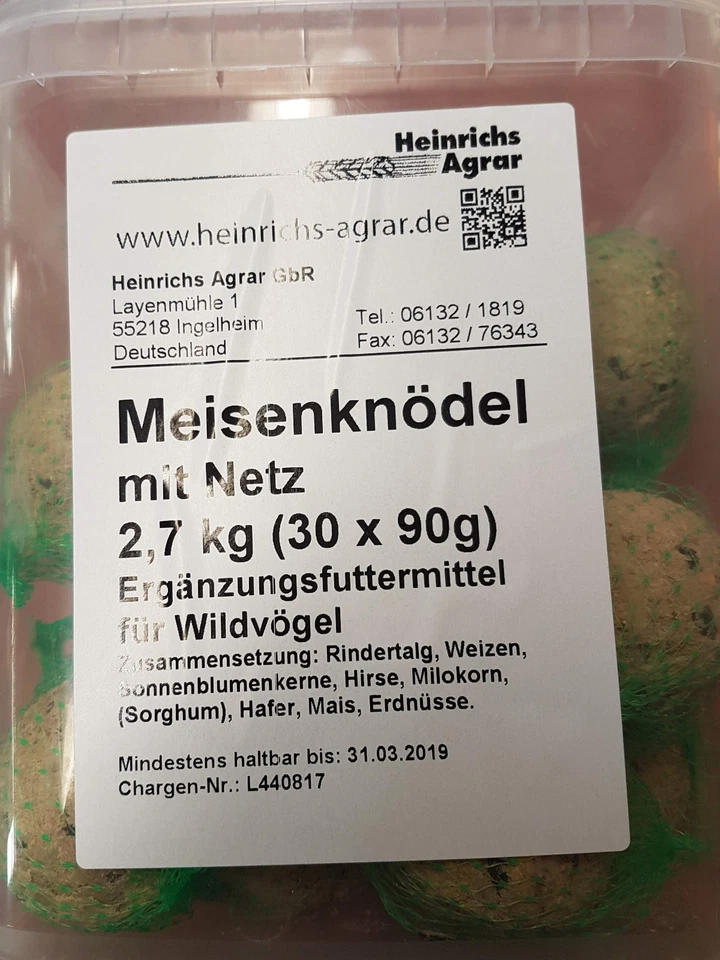 Heinrichs
Agrar
www.heinrichs-agrar.de
Heinrichs Agrar GbR
Layenmühle 1
55218 Ingelheim
Deutschland
Tel.: 06132 / 1819
Fax: 06132 / 76343
Meisenknödel
mit Netz
2,7 kg (30 x 90g)
Ergänzungsfuttermittel
für Wildvögel
Zusammensetzung: Rindertalg, Weizen,
Sonnenblumenkerne, Hirse, Milokorn,
(Sorghum), Hafer, Mais, Erdnüsse.
Mindestens haltbar bis: 31.03.2019
Chargen-Nr.: L440817